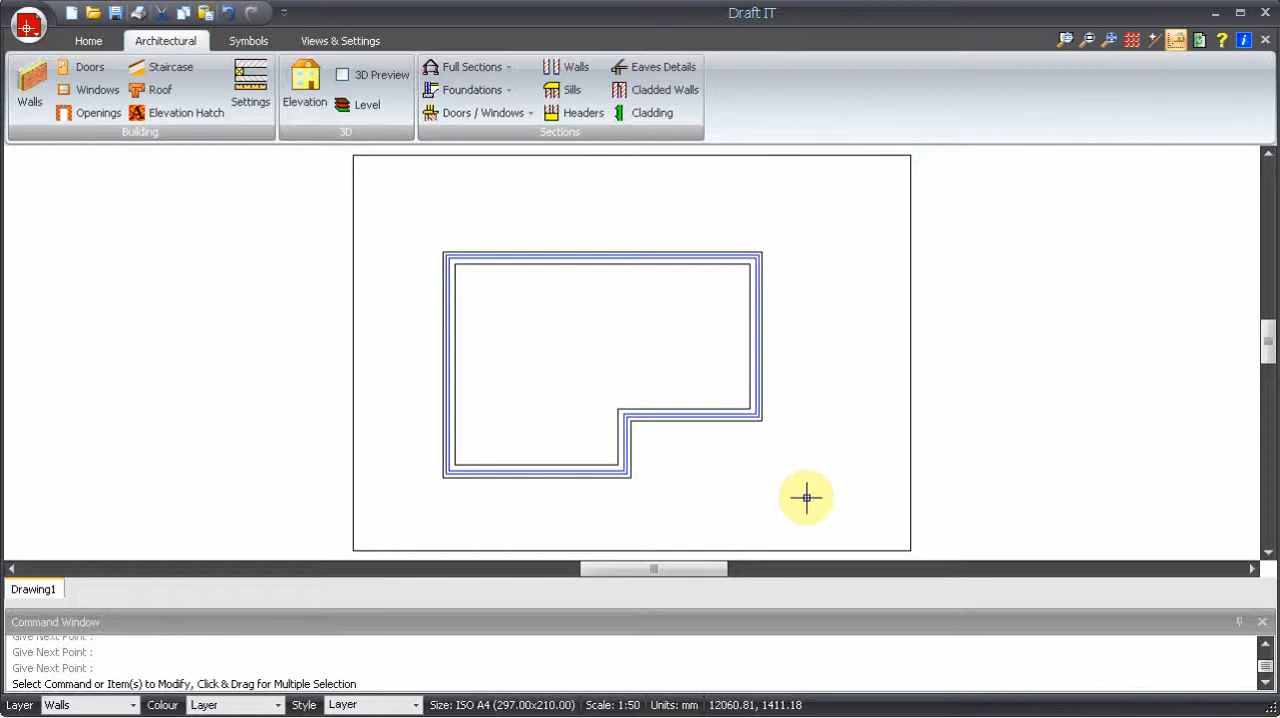 Draft IT
Home Architectural Symbols Views & Settings
Walls
Doors
Windows
Openings
Staircase
Roof
Elevation Hatch
Settings
Building
Elevation
3D Preview
Level
3D
Full Sections
Foundations
Doors / Windows
Walls
Sills
Headers
Eaves Details
Cladded Walls
Cladding
Sections
Drawing1
Command Window
Give Next Point :
Give Next Point :
Give Next Point :
Select Command or Item(s) to Modify, Click & Drag for Multiple Selection
Layer Walls Colour Layer Style Layer Size: ISO A4 (297.00x210.00) Scale: 1:50 Units: mm 12060.81, 1411.18